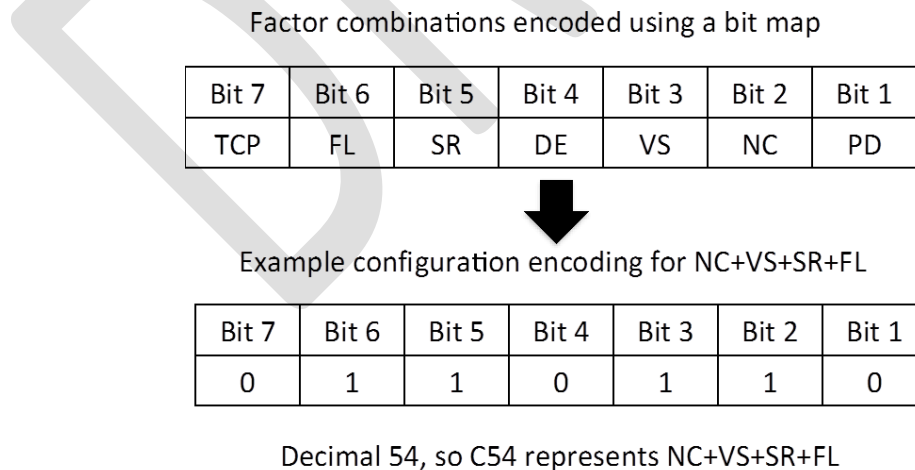 Factor combinations encoded using a bit map
Bit 7 Bit 6 Bit 5 Bit 4 Bit 3 Bit 2 Bit 1
TCP FL SR DE VS NC PD
Example configuration encoding for NC+VS+SR+FL
Bit 7 Bit 6 Bit 5 Bit 4 Bit 3 Bit 2 Bit 1
0 1 1 0 1 1 0
Decimal 54, so C54 represents NC+VS+SR+FL